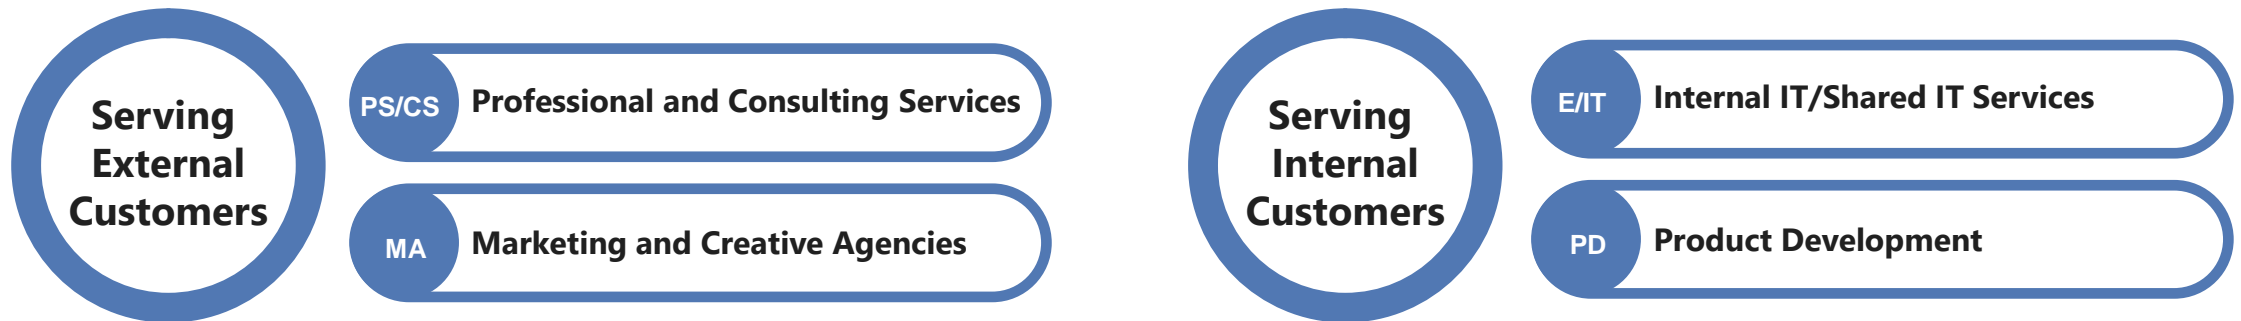 Serving
External
Customers
PS/CS
Professional and Consulting Services
MA
Marketing and Creative Agencies
Serving
Internal
Customers
E/IT
Internal IT/Shared IT Services
PD
Product Development